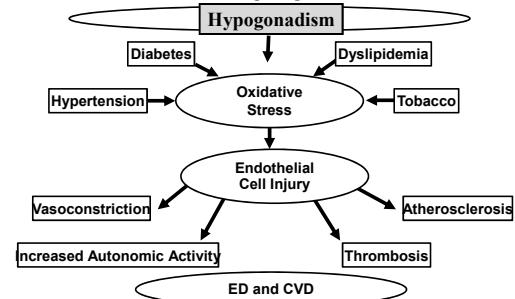 Hypogonadism
Diabetes
Dyslipidemia
Hypertension
Oxidative
Stress
Tobacco
Endothelial
Cell Injury
Vasoconstriction
Atherosclerosis
Increased Autonomic Activity
Thrombosis
ED and CVD